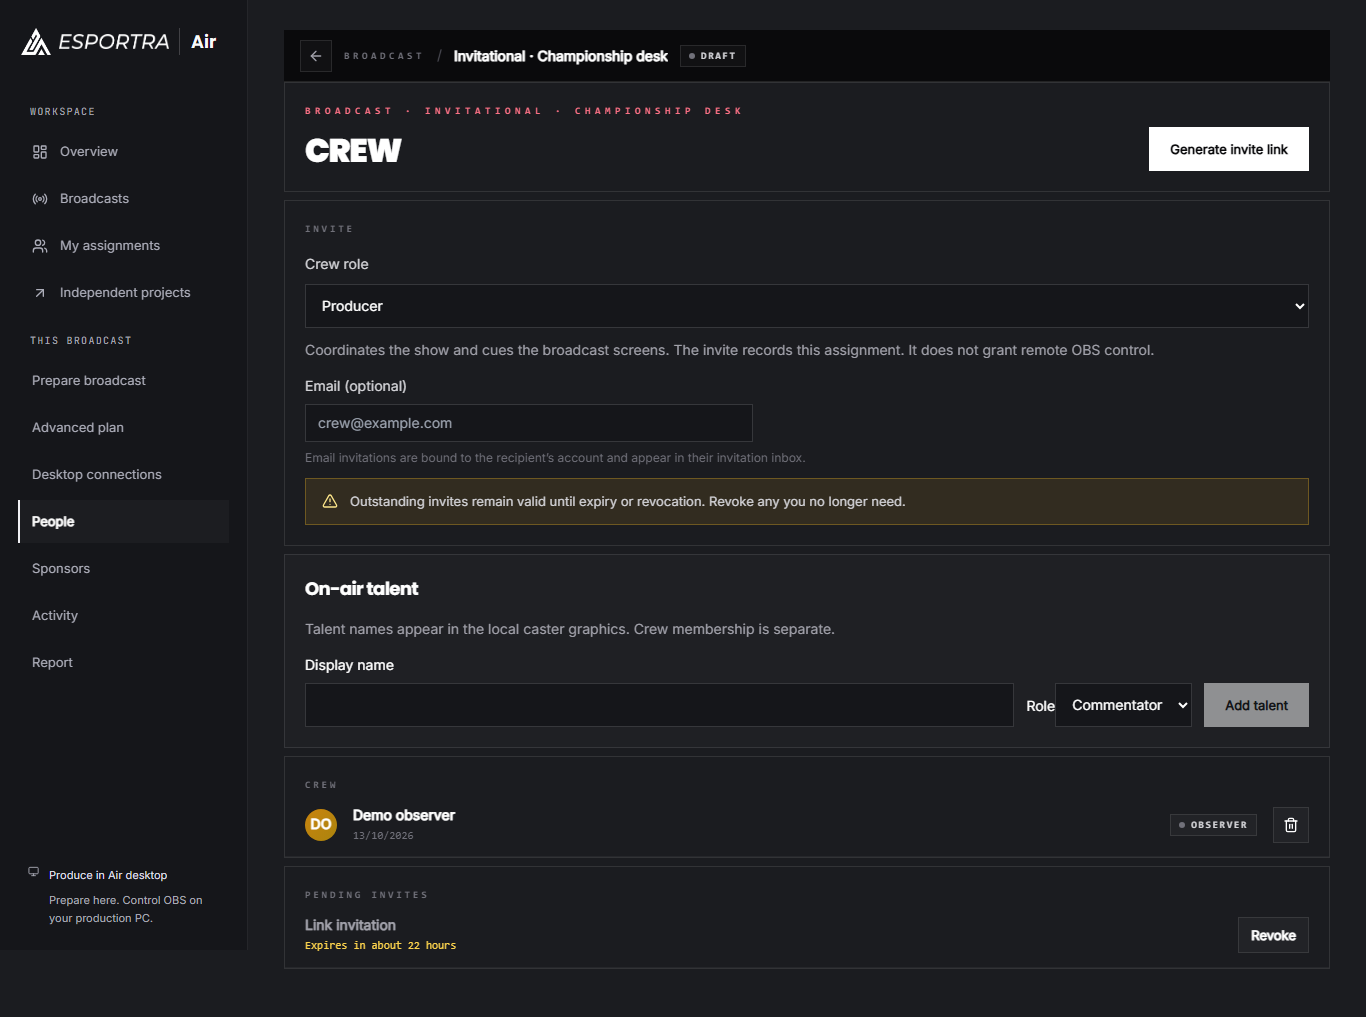 ESPORTRA Air
WORKSPACE
Overview
Broadcasts
My assignments
Independent projects
THIS BROADCAST
Prepare broadcast
Advanced plan
Desktop connections
People
Sponsors
Activity
Report
Produce in Air desktop
Prepare here. Control OBS on
your production PC.
BROADCAST / Invitational · Championship desk DRAFT
BROADCAST · INVITATIONAL · CHAMPIONSHIP DESK
CREW
Generate invite link
INVITE
Crew role
Producer
Coordinates the show and cues the broadcast screens. The invite records this assignment. It does not grant remote OBS control.
Email (optional)
crew@example.com
Email invitations are bound to the recipient's account and appear in their invitation inbox.
Outstanding invites remain valid until expiry or revocation. Revoke any you no longer need.
On-air talent
Talent names appear in the local caster graphics. Crew membership is separate.
Display name
Role Commentator Add talent
CREW
DO Demo observer
13/10/2026
OBSERVER
PENDING INVITES
Link invitation
Expires in about 22 hours
Revoke